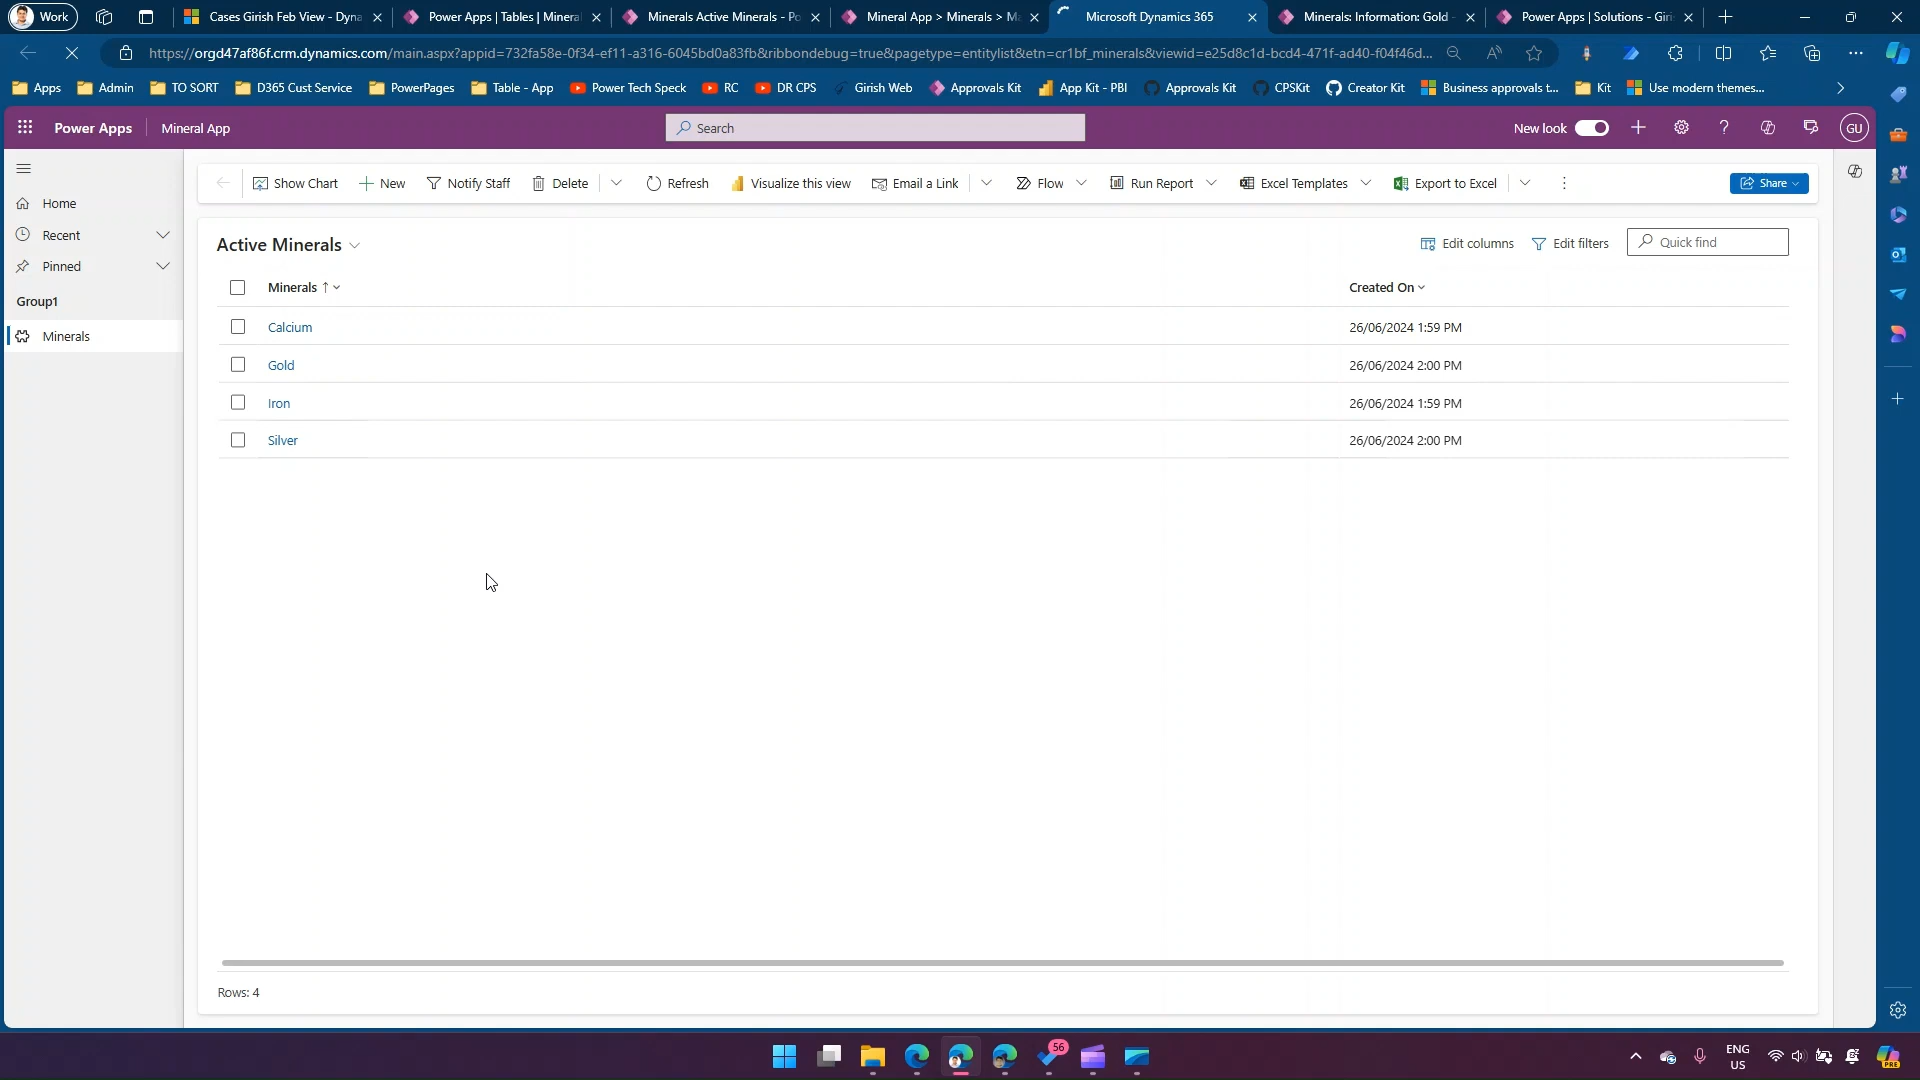 Work
Cases Girish Feb View - Dyna
Power Apps | Tables | Mineral
Minerals Active Minerals - Po
Mineral App > Minerals > Ma
Microsoft Dynamics 365
Minerals: Information: Gold -
Power Apps | Solutions - Giri
https://orgd47af86f.crm.dynamics.com/main.aspx?appid=732fa58e-0f34-ef11-a316-6045bd0a83fb&ribbondebug=true&pagetype=entitylist&etn=cr1bf_minerals&viewid=e25d8c1d-bcd4-471f-ad40-f04f46d...
Apps
Admin
TO SORT
D365 Cust Service
PowerPages
Table - App
Power Tech Speck
RC
DR CPS
Girish Web
Approvals Kit
App Kit - PBI
Approvals Kit
CPSKit
Creator Kit
Business approvals t...
Kit
Use modern themes...
Power Apps
Mineral App
Search
New look
GU
Show Chart
New
Notify Staff
Delete
Refresh
Visualize this view
Email a Link
Flow
Run Report
Excel Templates
Export to Excel
Share
Home
Recent
Pinned
Group1
Minerals
Active Minerals
Edit columns
Edit filters
Quick find
Minerals
Created On
Calcium
26/06/2024 1:59 PM
Gold
26/06/2024 2:00 PM
Iron
26/06/2024 1:59 PM
Silver
26/06/2024 2:00 PM
Rows: 4
56
ENG
US
PRE